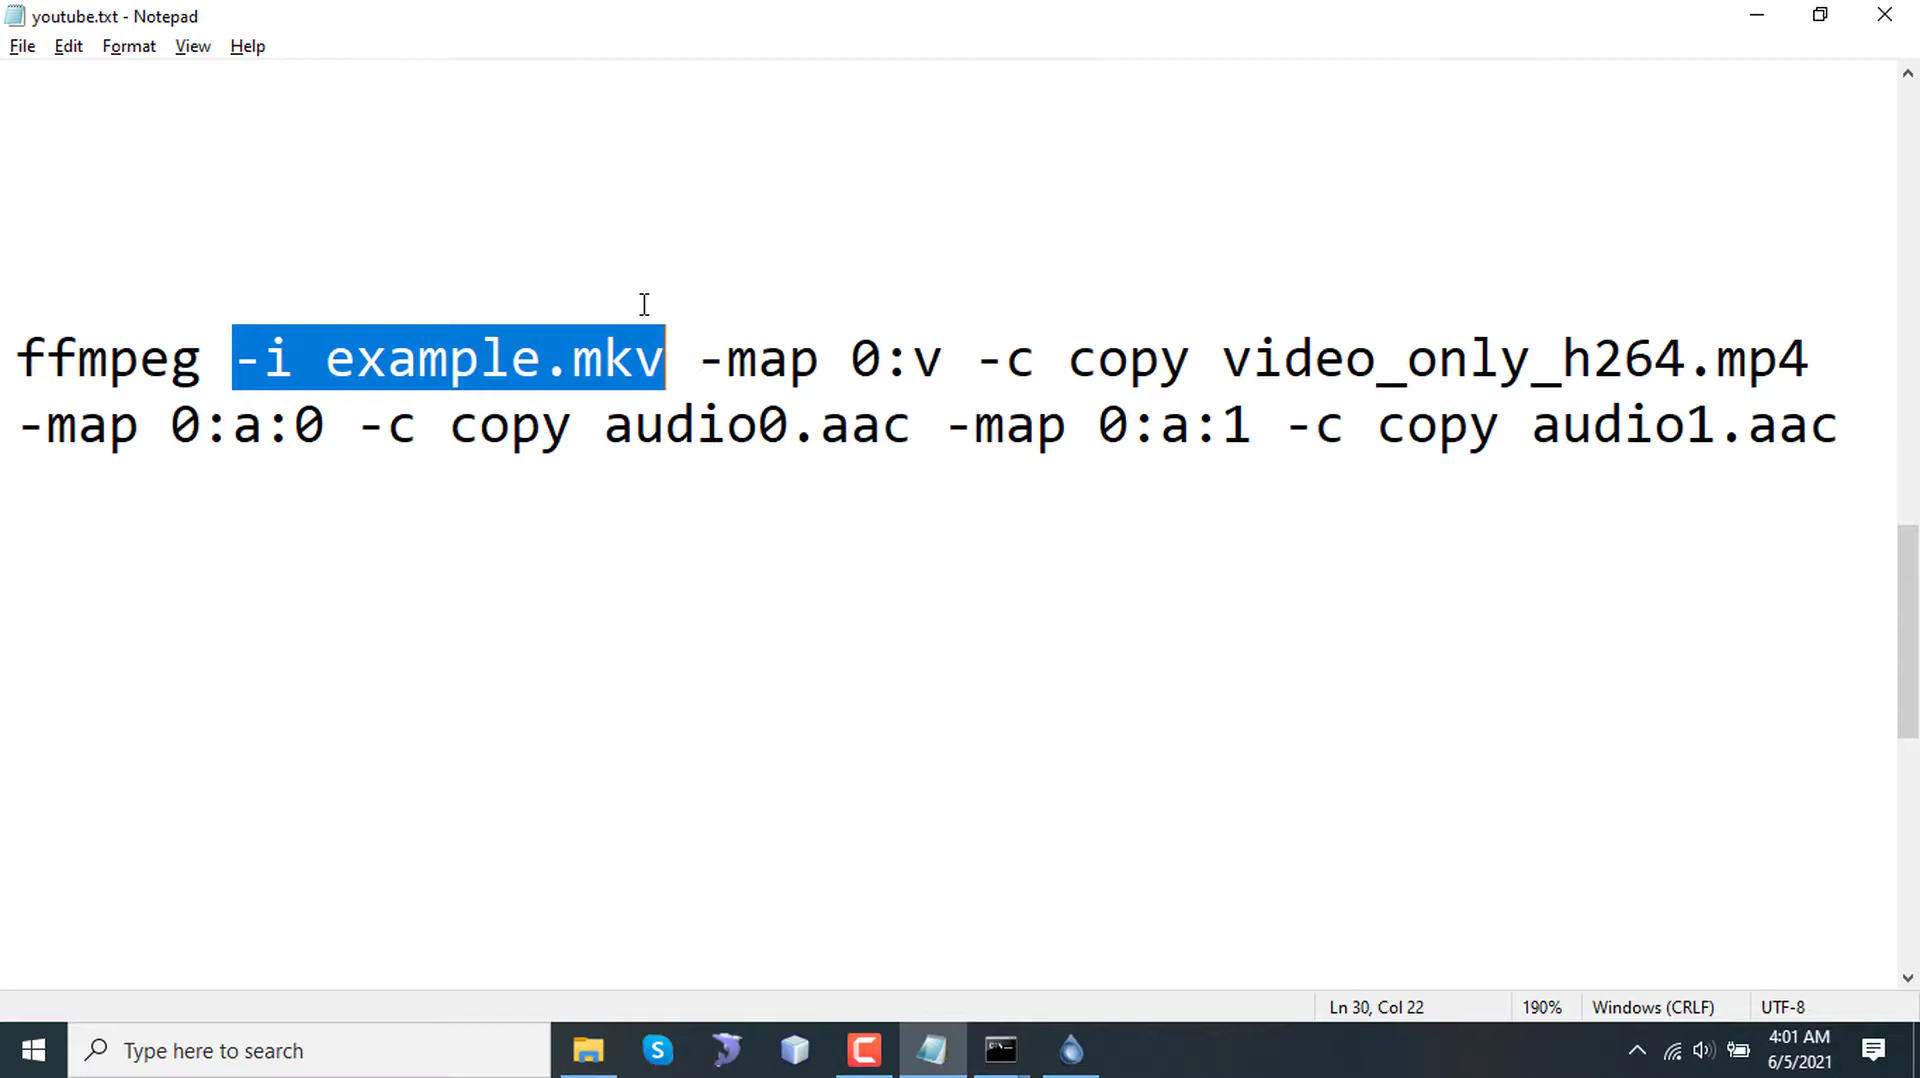 youtube.txt - Notepad
File Edit Format View Help
ffmpeg -i example.mkv -map 0:v -c copy video_only_h264.mp4
-map 0:a:0 -c copy audio0.aac -map 0:a:1 -c copy audio1.aac
Ln 30, Col 22 190% Windows (CRLF) UTF-8
Type here to search
4:01 AM
6/5/2021